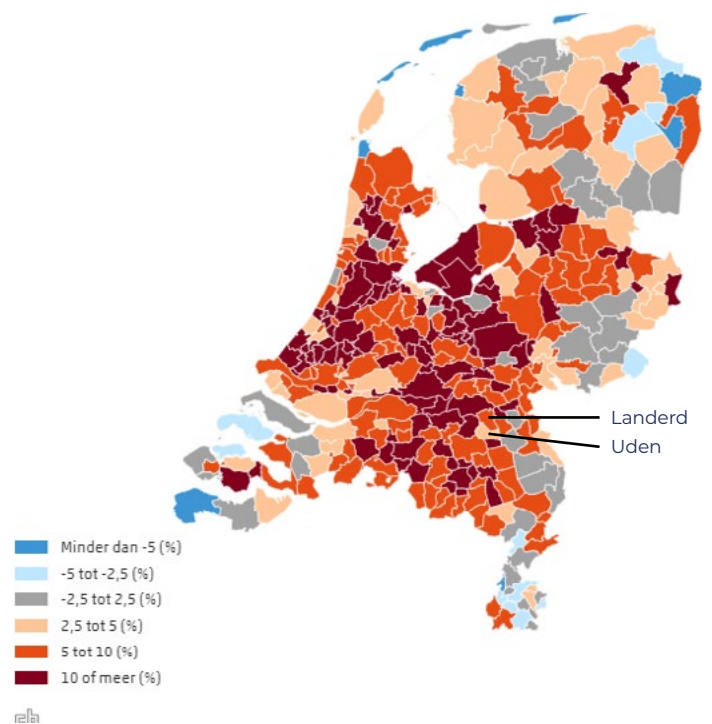 Landerd
Uden
Minder dan -5 (%)
-5 tot -2,5 (%)
-2,5 tot 2,5 (%)
2,5 tot 5 (%)
5 tot 10 (%)
10 of meer (%)